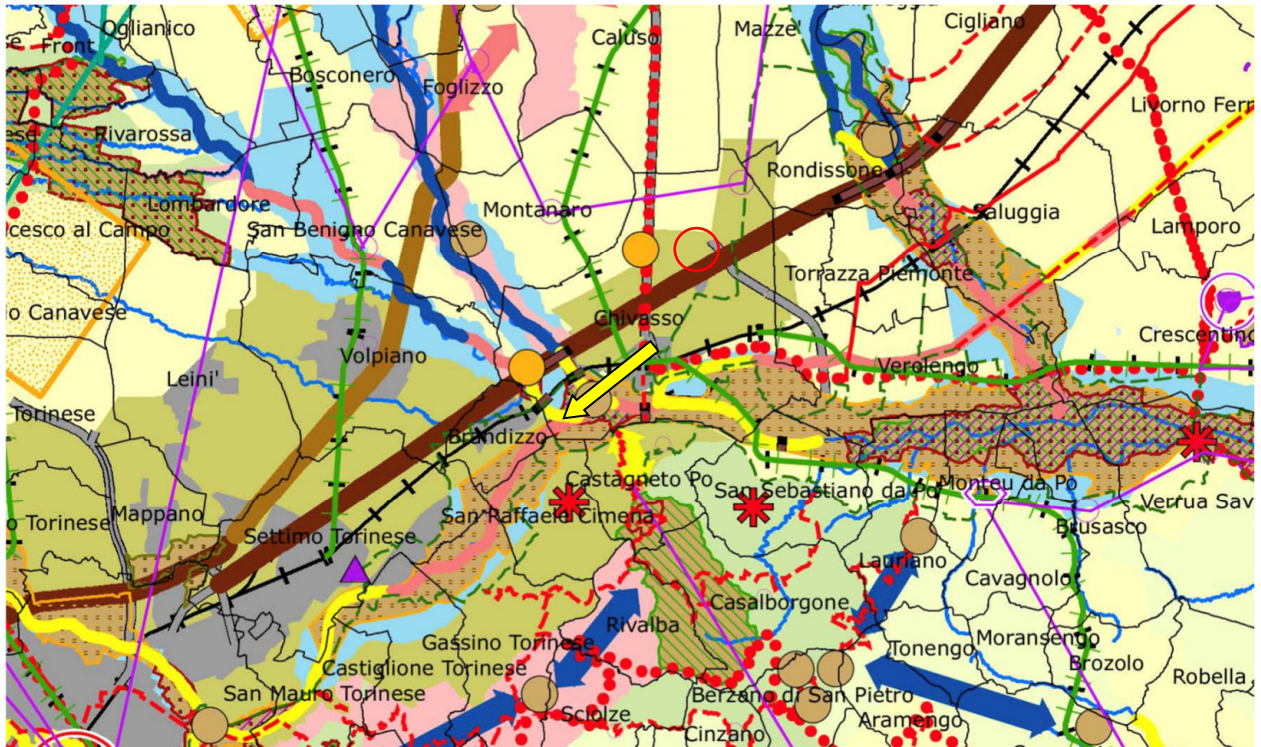 Oglianico
Caluso
Mazze'
Cigliano
Front
Bosconero
Foglizzo
Livorno Ferr
Rivarossa
Rondissone
Lombardore
Montanaro
Saluggia
cesco al Campo
San Benigno Canavese
Lamporo
Torrazza Piemonte
o Canavese
Chivasso
Crescentino
Volpiano
Verolengo
Leini'
Torinese
Brandizzo
Castagneto Po
San Sebastiano da Po
Monteu da Po
Verrua Sav
Mappano
San Raffaele Cimena
o Torinese
Brusasco
Settimo Torinese
Lauriano
Cavagnolo
Casalborgone
Rivalba
Moransengo
Gassino Torinese
Tonengo
Brozolo
Castiglione Torinese
Robella
San Mauro Torinese
Berzano di San Pietro
Sciolze
Aramengo
Cinzano